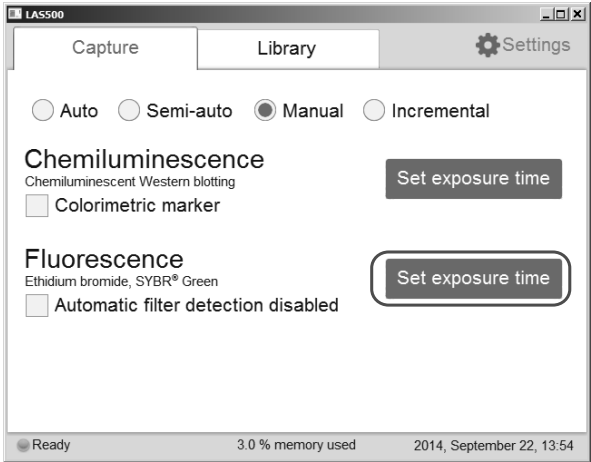 LAS500
Capture
Library
Settings
Auto
Semi-auto
Manual
Incremental
Chemiluminescence
Chemiluminescent Western blotting
Set exposure time
Colorimetric marker
Fluorescence
Ethidium bromide, SYBR® Green
Set exposure time
Automatic filter detection disabled
Ready
3.0 % memory used
2014, September 22, 13:54